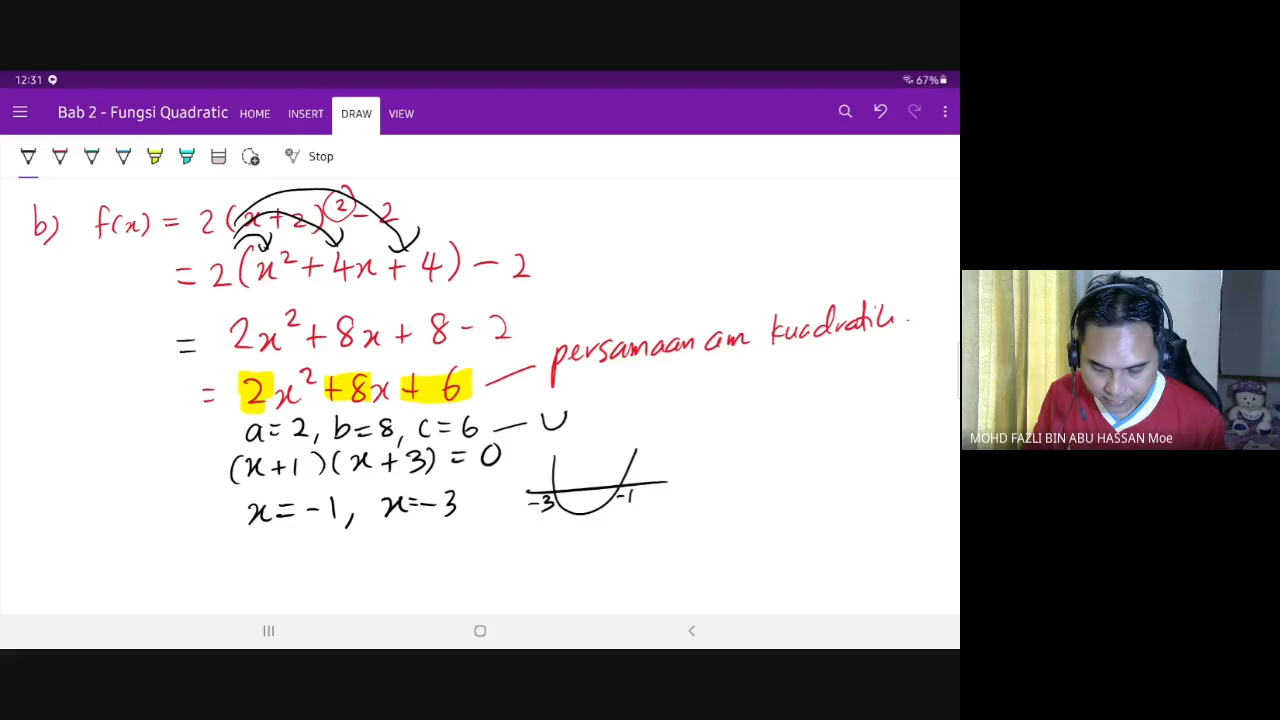 12:31 67%
Bab 2 - Fungsi Quadratic HOME INSERT DRAW VIEW
Stop
b) f(x) = 2(x+2)² - 2
= 2(x² + 4x + 4) - 2
= 2x² + 8x + 8 - 2
= 2x² + 8x + 6 — persamaan am kuadratik.
a = 2, b = 8, c = 6 — ∪
(x+1)(x+3) = 0
x = -1, x = -3
-3 -1
MOHD FAZLI BIN ABU HASSAN Moe